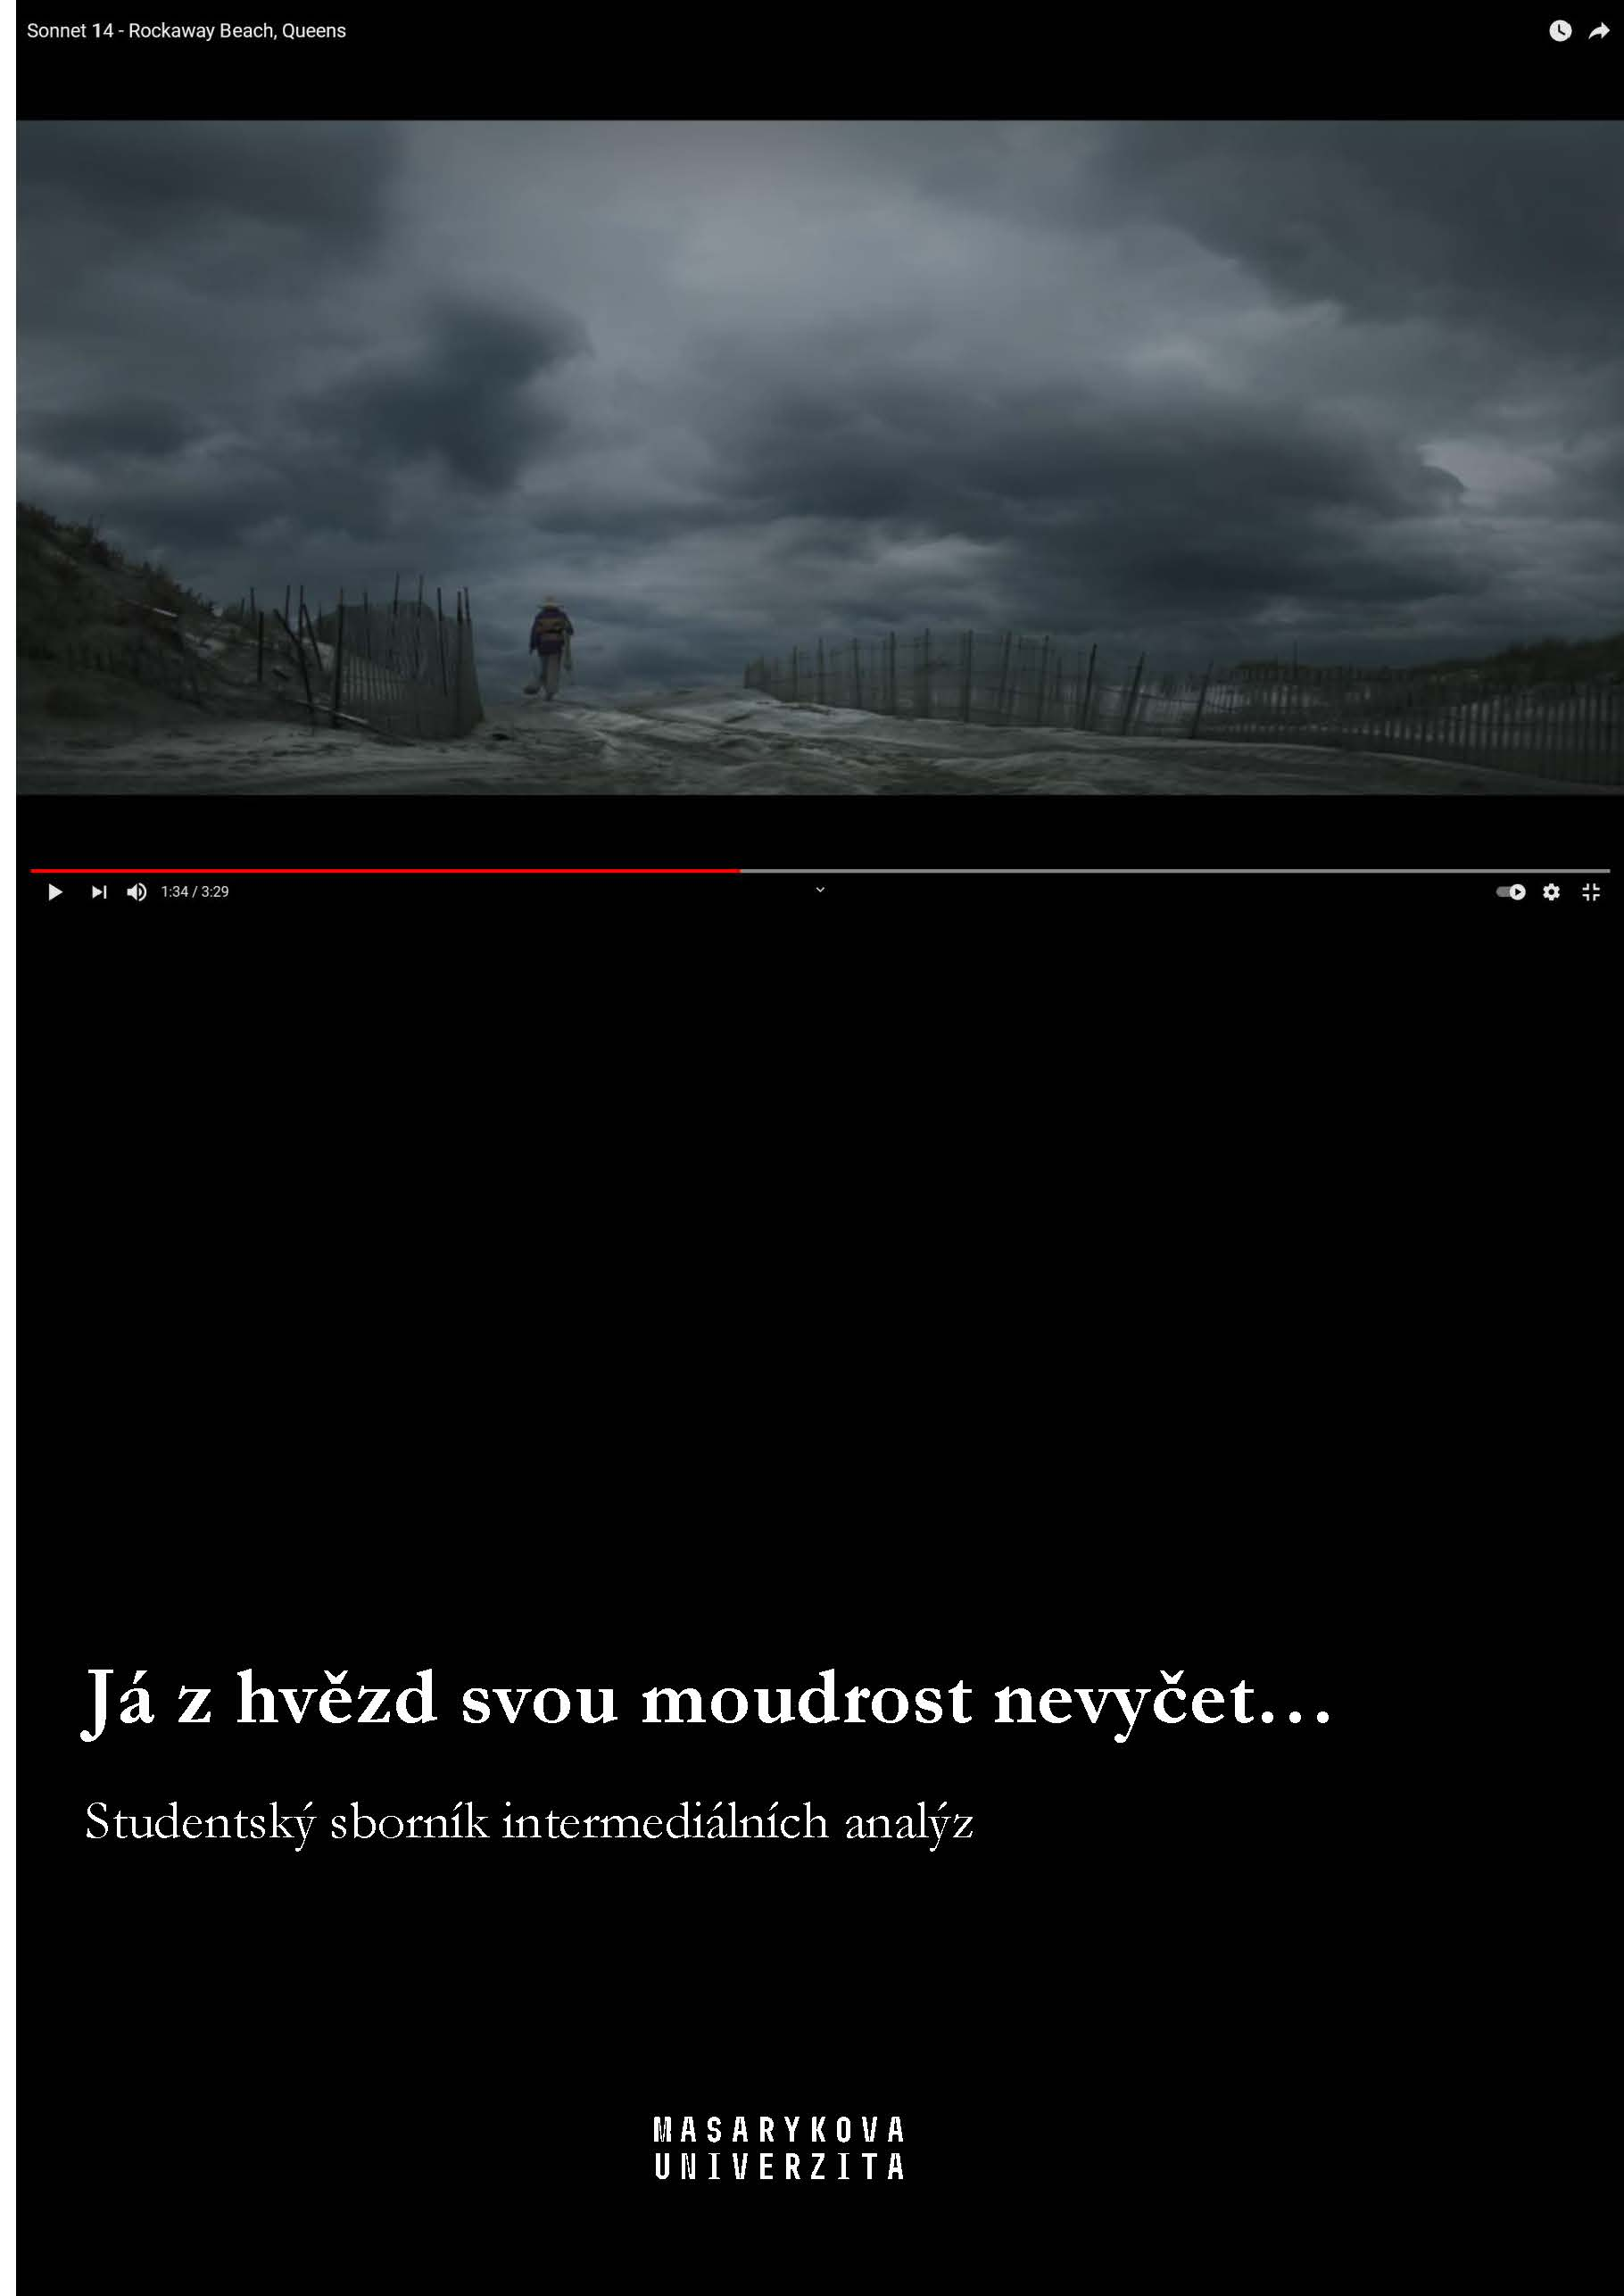 Sonnet 14 - Rockaway Beach, Queens
1:34 / 3:29
Já z hvězd svou moudrost nevyčet…
Studentský sborník intermediálních analýz
MASARYKOVA
UNIVERZITA